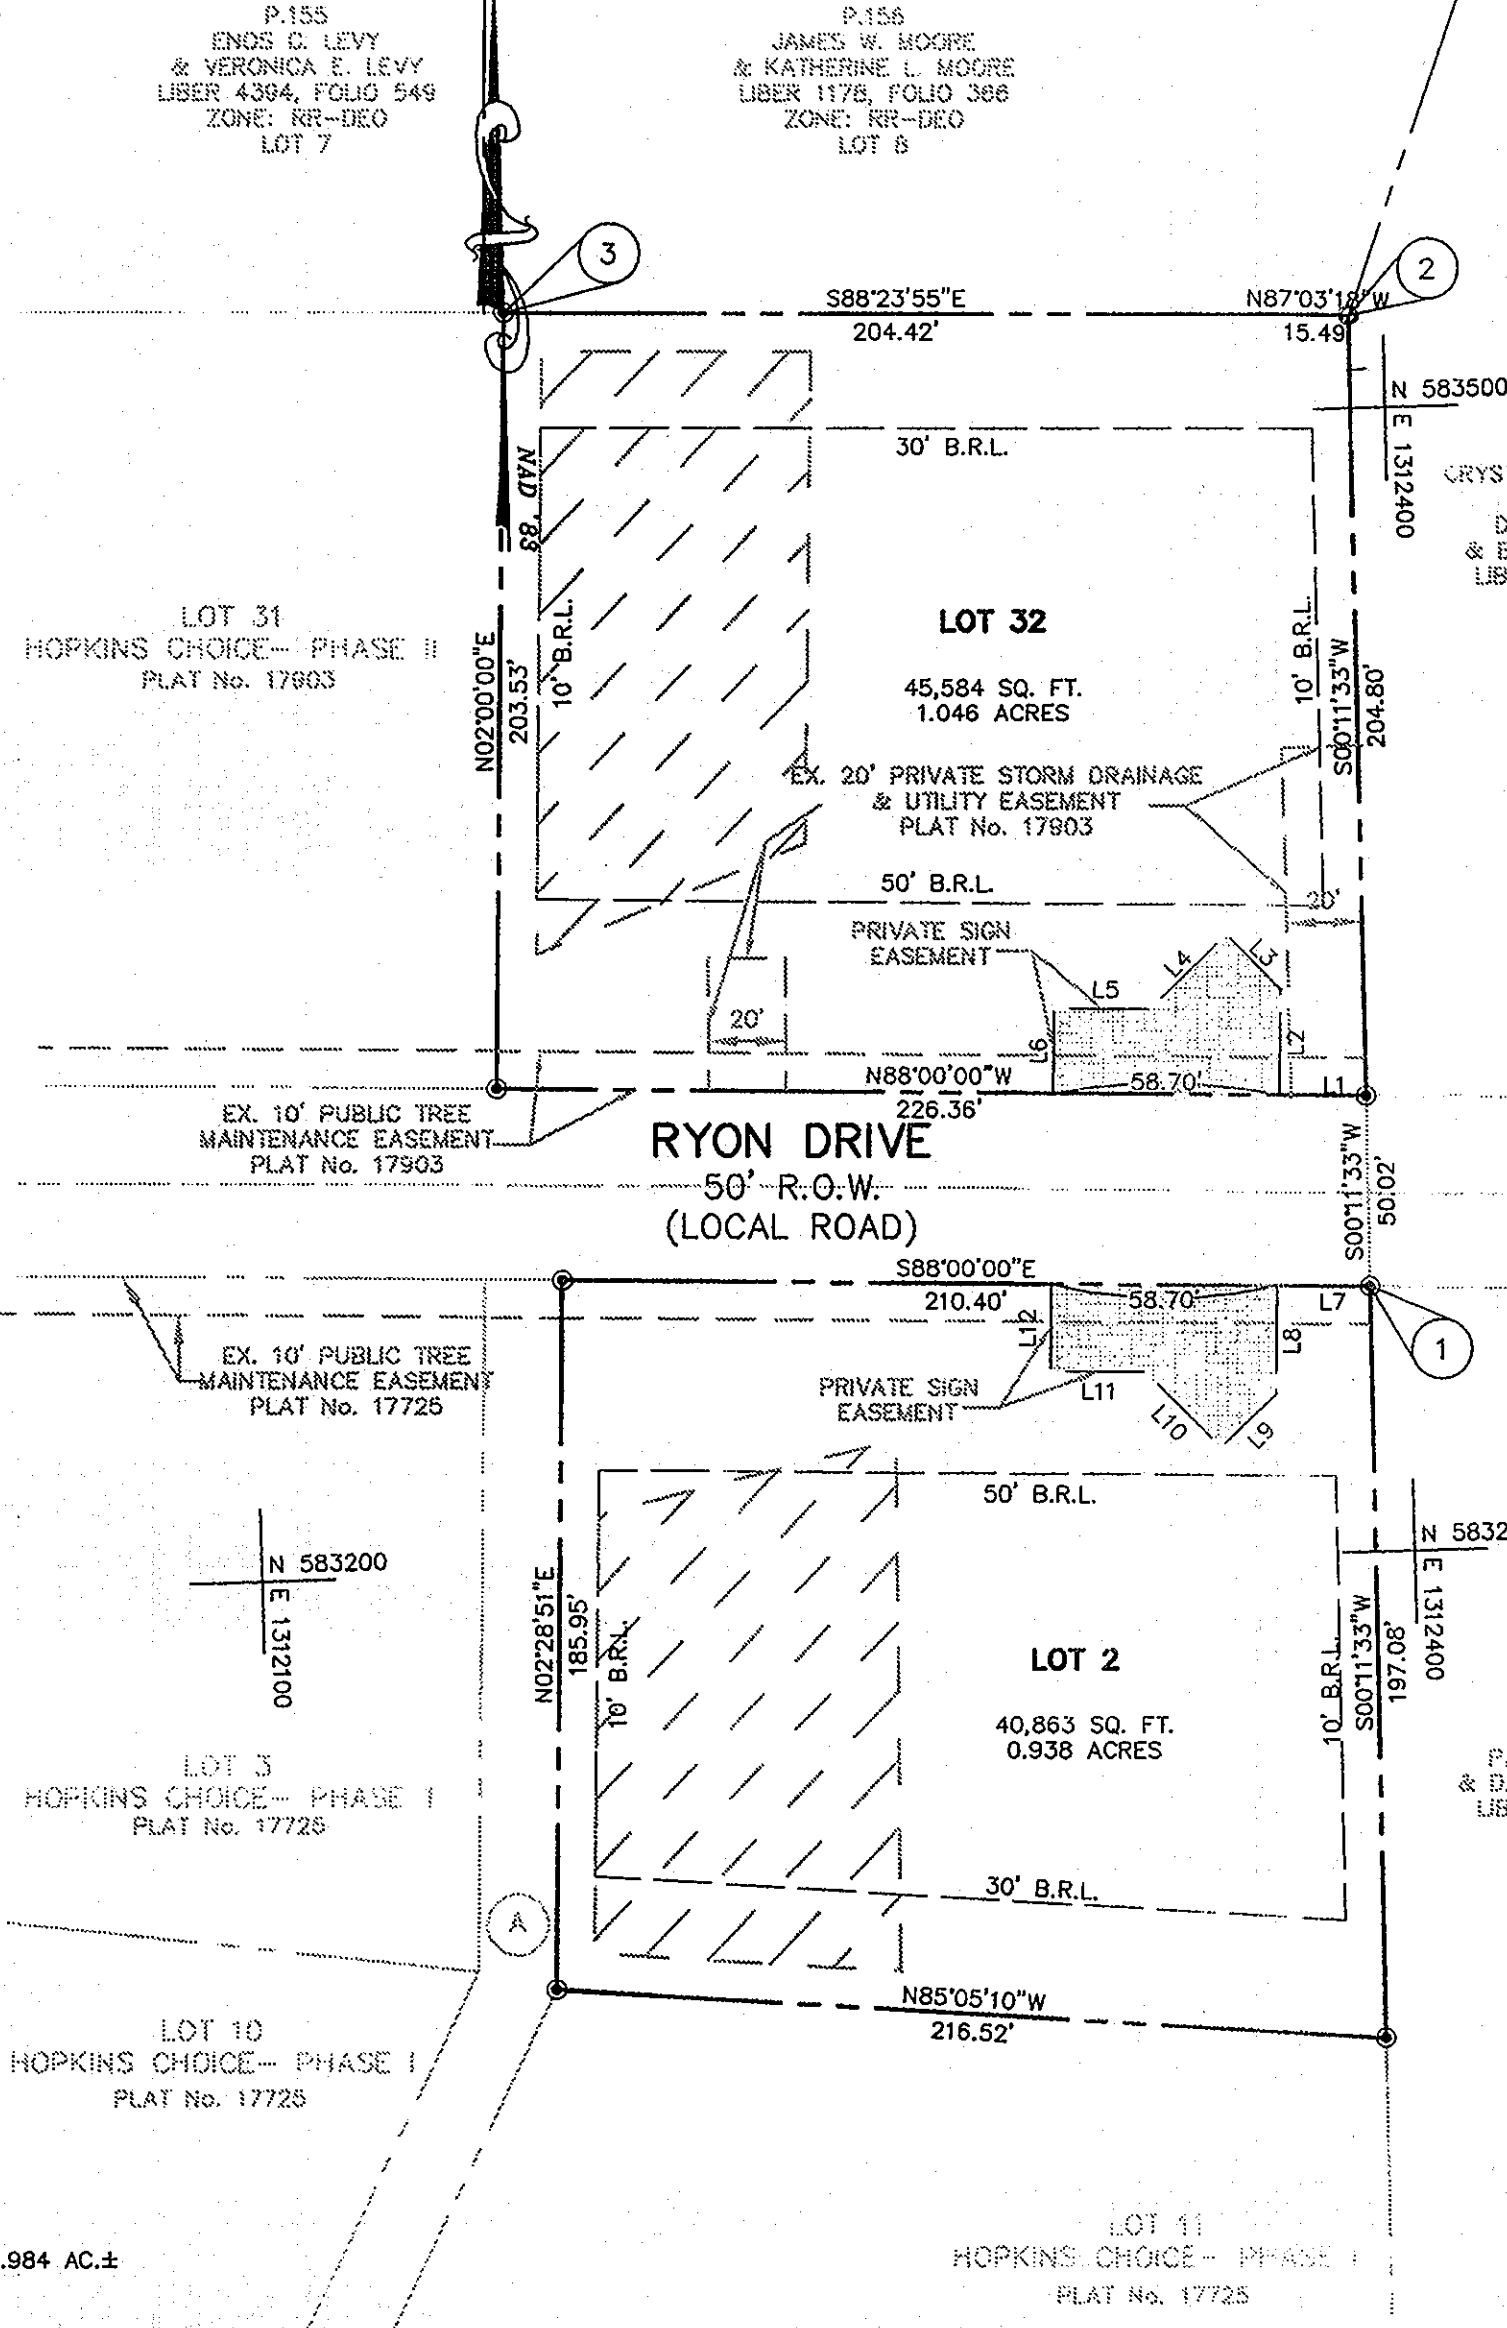 P.155
ENOS C. LEVY
& VERONICA E. LEVY
LIBER 4394, FOLIO 549
ZONE: RR-DEO
LOT 7
P.156
JAMES W. MOORE
& KATHERINE L. MOORE
LIBER 1178, FOLIO 366
ZONE: RR-DEO
LOT 8
3
2
S88°23'55"E
204.42'
N87°03'18"W
15.49'
N 583500
E 1312400
30' B.R.L.
NAD '83
CRYS
& B
LIB
LOT 31
HOPKINS CHOICE- PHASE II
PLAT No. 17903
N02°00'00"E
203.53'
10' B.R.L.
LOT 32
45,584 SQ. FT.
1.046 ACRES
10' B.R.L.
S00°11'33"W
204.80'
EX. 20' PRIVATE STORM DRAINAGE
& UTILITY EASEMENT
PLAT No. 17903
50' B.R.L.
20'
PRIVATE SIGN
EASEMENT
L4
L3
L5
20'
L6
L2
N88°00'00"W
58.70'
L1
226.36'
EX. 10' PUBLIC TREE
MAINTENANCE EASEMENT
PLAT No. 17903
RYON DRIVE
50' R.O.W.
(LOCAL ROAD)
S00°11'33"W
50.02'
S88°00'00"E
210.40'
58.70'
L7
L12
L8
1
EX. 10' PUBLIC TREE
MAINTENANCE EASEMENT
PLAT No. 17725
PRIVATE SIGN
EASEMENT
L11
L10
L9
50' B.R.L.
N 583200
E 1312100
N 5832
E 1312400
N02°28'51"E
185.95'
10' B.R.L.
LOT 2
40,863 SQ. FT.
0.938 ACRES
10' B.R.L.
S00°11'33"W
197.08'
LOT 3
HOPKINS CHOICE- PHASE I
PLAT No. 17725
P.
& D.
LIB
30' B.R.L.
A
N85°05'10"W
216.52'
LOT 10
HOPKINS CHOICE- PHASE I
PLAT No. 17725
LOT 11
HOPKINS CHOICE- PHASE I
PLAT No. 17725
.984 AC.±